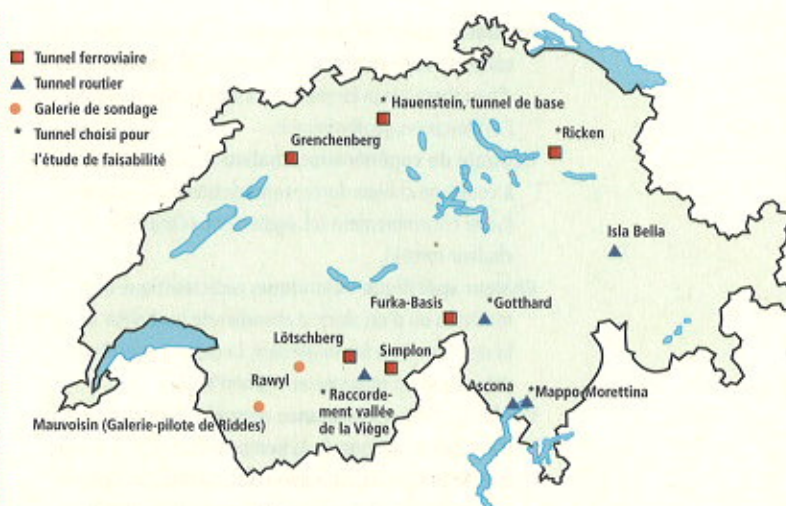 Tunnel ferroviaire
Tunnel routier
Galerie de sondage
* Tunnel choisi pour
l'étude de faisabilité
* Hauenstein, tunnel de base
Grenchenberg
*Ricken
Isla Bella
Furka-Basis
*Gotthard
Lötschberg
Simplon
Rawyl
* Raccorde-
ment vallée
de la Viège
Ascona
*Mappo-Morettina
Mauvoisin (Galerie-pilote de Riddes)